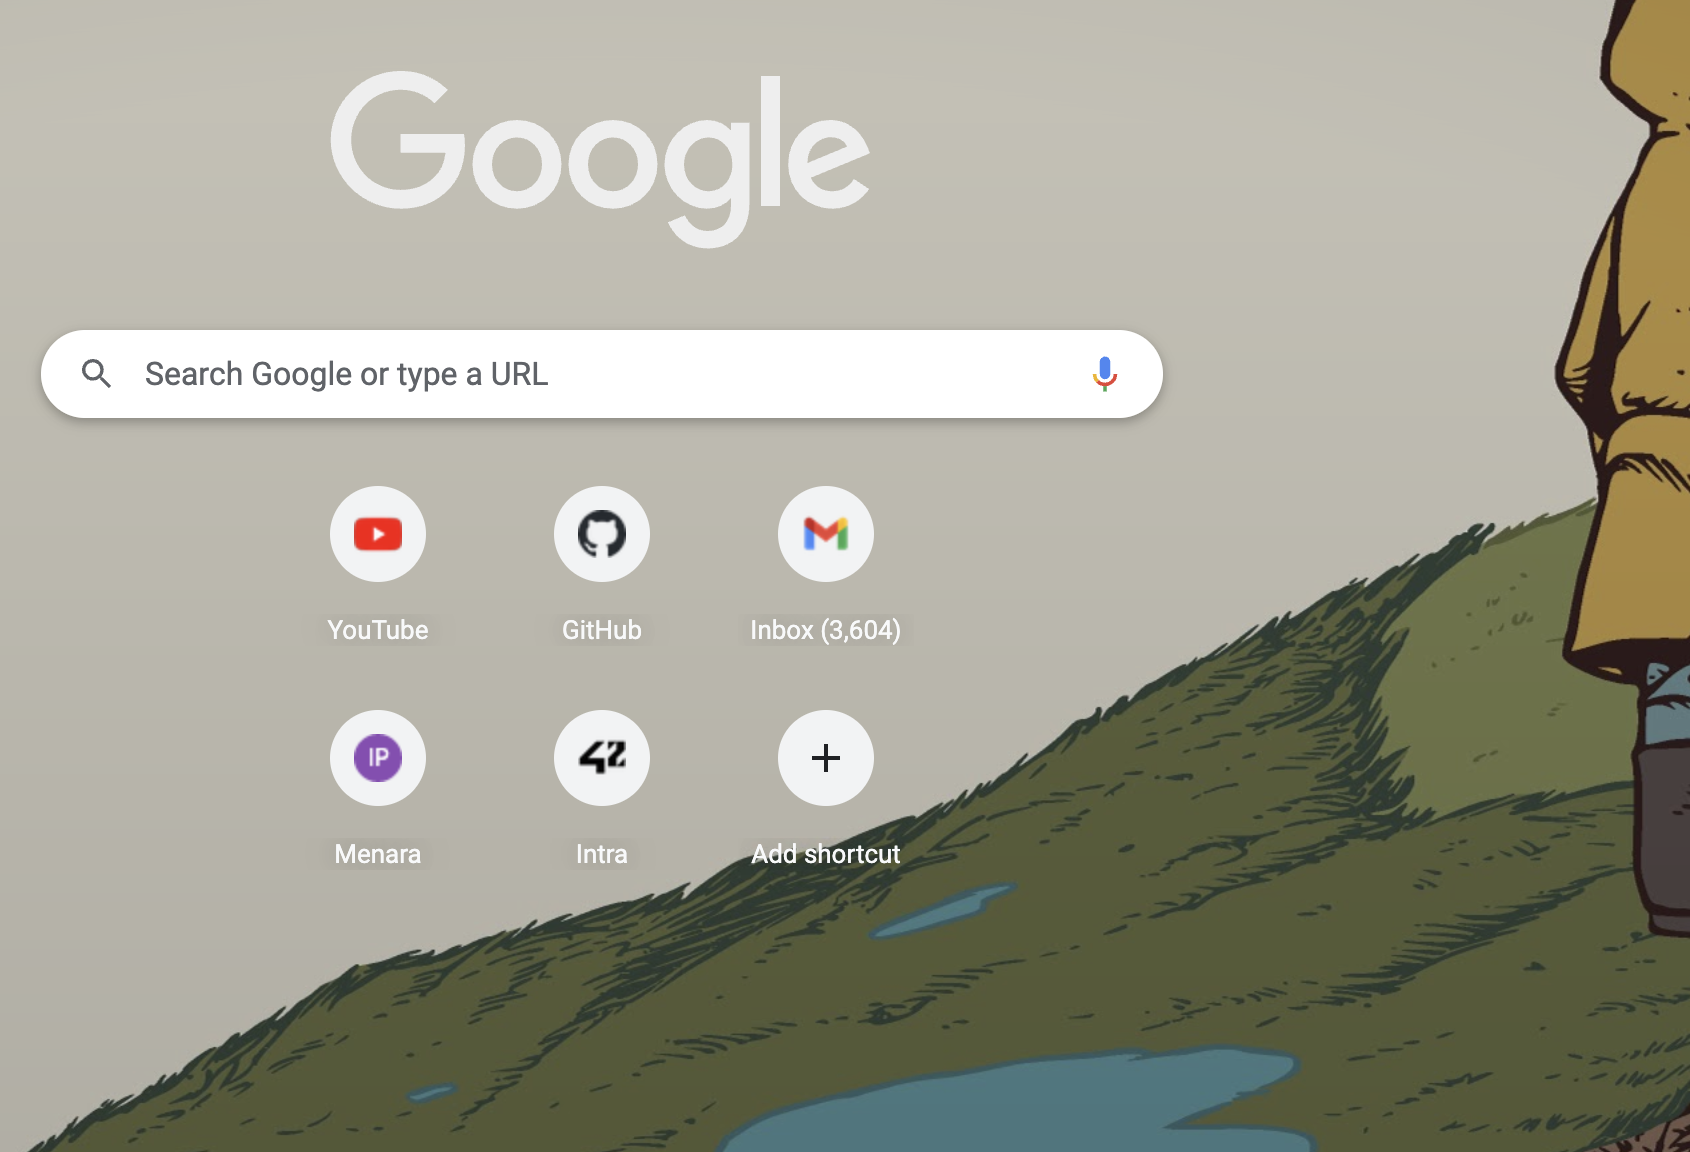 Google
Search Google or type a URL
YouTube
GitHub
Inbox (3,604)
IP
Menara
42
Intra
Add shortcut